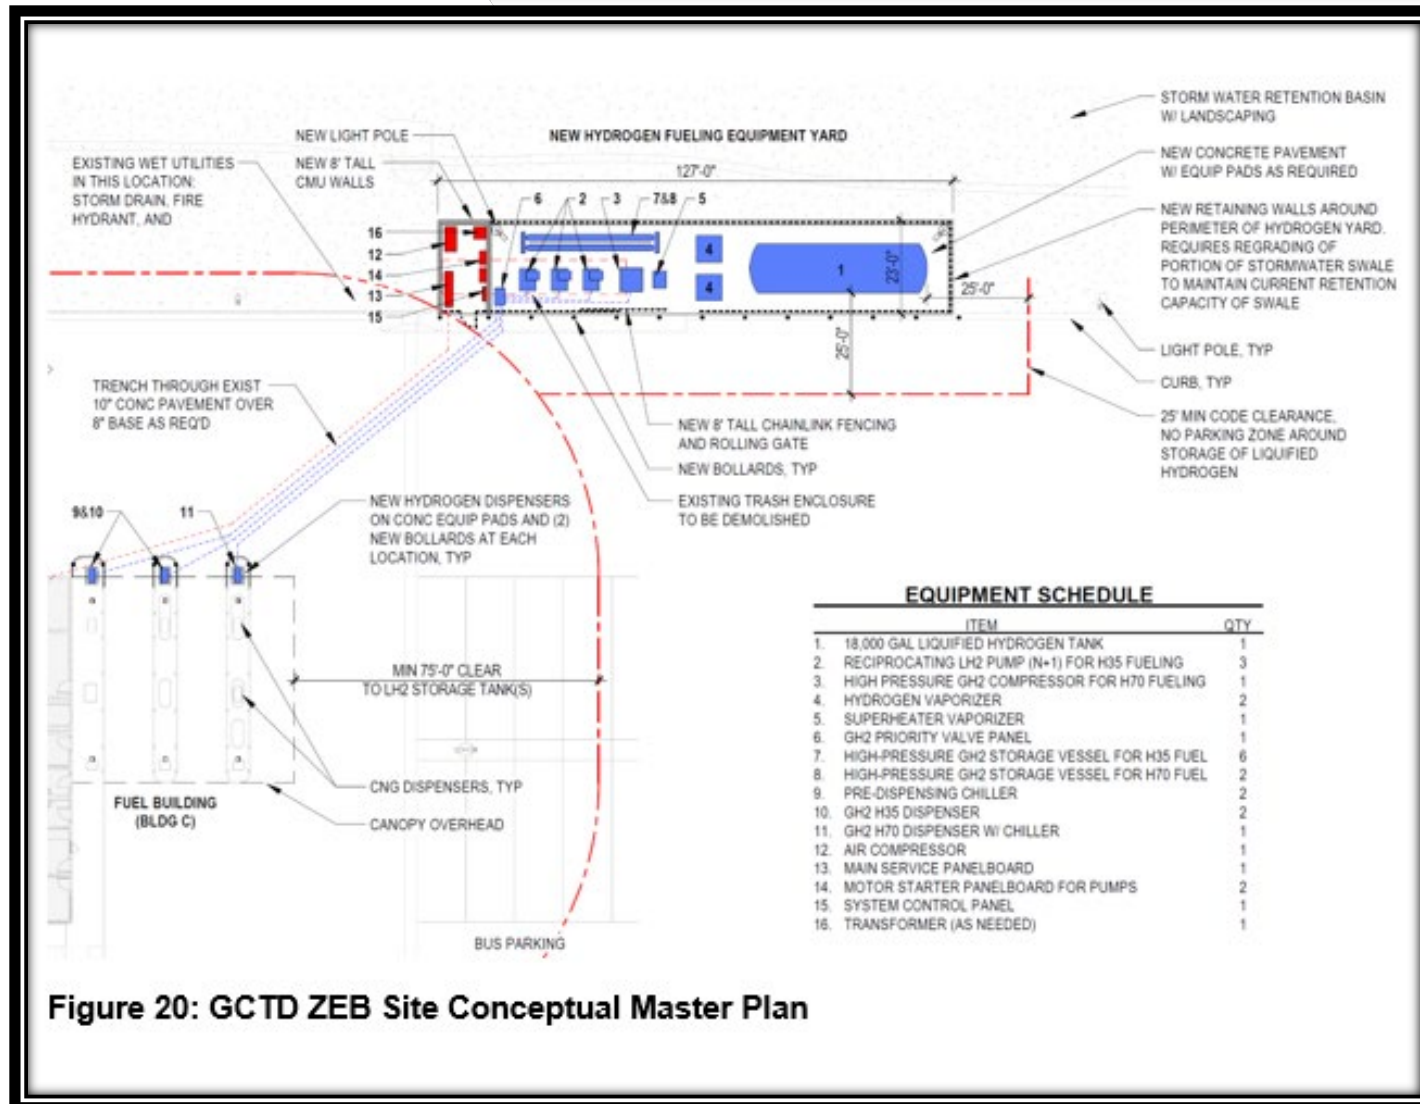 STORM WATER RETENTION BASIN
W/ LANDSCAPING
NEW LIGHT POLE
NEW HYDROGEN FUELING EQUIPMENT YARD
EXISTING WET UTILITIES
IN THIS LOCATION:
STORM DRAIN, FIRE
HYDRANT, AND
NEW 8' TALL
CMU WALLS
127'-0"
NEW CONCRETE PAVEMENT
W/ EQUIP PADS AS REQUIRED
6
2
3
7&8
5
16
12
14
13
15
4
4
1
23'-0"
25'-0"
25'-0"
NEW RETAINING WALLS AROUND
PERIMETER OF HYDROGEN YARD.
REQUIRES REGRADING OF
PORTION OF STORMWATER SWALE
TO MAINTAIN CURRENT RETENTION
CAPACITY OF SWALE
LIGHT POLE, TYP
CURB, TYP
25' MIN CODE CLEARANCE,
NO PARKING ZONE AROUND
STORAGE OF LIQUIFIED
HYDROGEN
TRENCH THROUGH EXIST
10" CONC PAVEMENT OVER
8" BASE AS REQ'D
NEW 8' TALL CHAINLINK FENCING
AND ROLLING GATE
NEW BOLLARDS, TYP
EXISTING TRASH ENCLOSURE
TO BE DEMOLISHED
9&10
11
NEW HYDROGEN DISPENSERS
ON CONC EQUIP PADS AND (2)
NEW BOLLARDS AT EACH
LOCATION, TYP
MIN 75'-0" CLEAR
TO LH2 STORAGE TANK(S)
CNG DISPENSERS, TYP
FUEL BUILDING
(BLDG C)
CANOPY OVERHEAD
BUS PARKING
EQUIPMENT SCHEDULE
ITEM QTY
1. 18,000 GAL LIQUIFIED HYDROGEN TANK 1
2. RECIPROCATING LH2 PUMP (N+1) FOR H35 FUELING 3
3. HIGH PRESSURE GH2 COMPRESSOR FOR H70 FUELING 1
4. HYDROGEN VAPORIZER 2
5. SUPERHEATER VAPORIZER 1
6. GH2 PRIORITY VALVE PANEL 1
7. HIGH-PRESSURE GH2 STORAGE VESSEL FOR H35 FUEL 6
8. HIGH-PRESSURE GH2 STORAGE VESSEL FOR H70 FUEL 2
9. PRE-DISPENSING CHILLER 2
10. GH2 H35 DISPENSER 2
11. GH2 H70 DISPENSER W/ CHILLER 1
12. AIR COMPRESSOR 1
13. MAIN SERVICE PANELBOARD 1
14. MOTOR STARTER PANELBOARD FOR PUMPS 2
15. SYSTEM CONTROL PANEL 1
16. TRANSFORMER (AS NEEDED) 1
Figure 20: GCTD ZEB Site Conceptual Master Plan